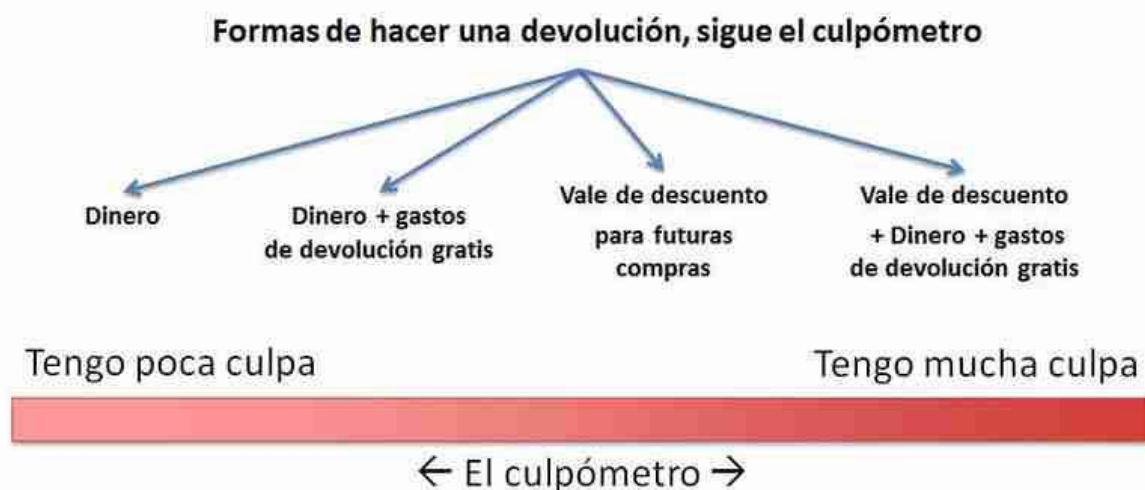 Formas de hacer una devolución, sigue el culpómetro
Dinero
Dinero + gastos
de devolución gratis
Vale de descuento
para futuras
compras
Vale de descuento
+ Dinero + gastos
de devolución gratis
Tengo poca culpa
Tengo mucha culpa
← El culpómetro →